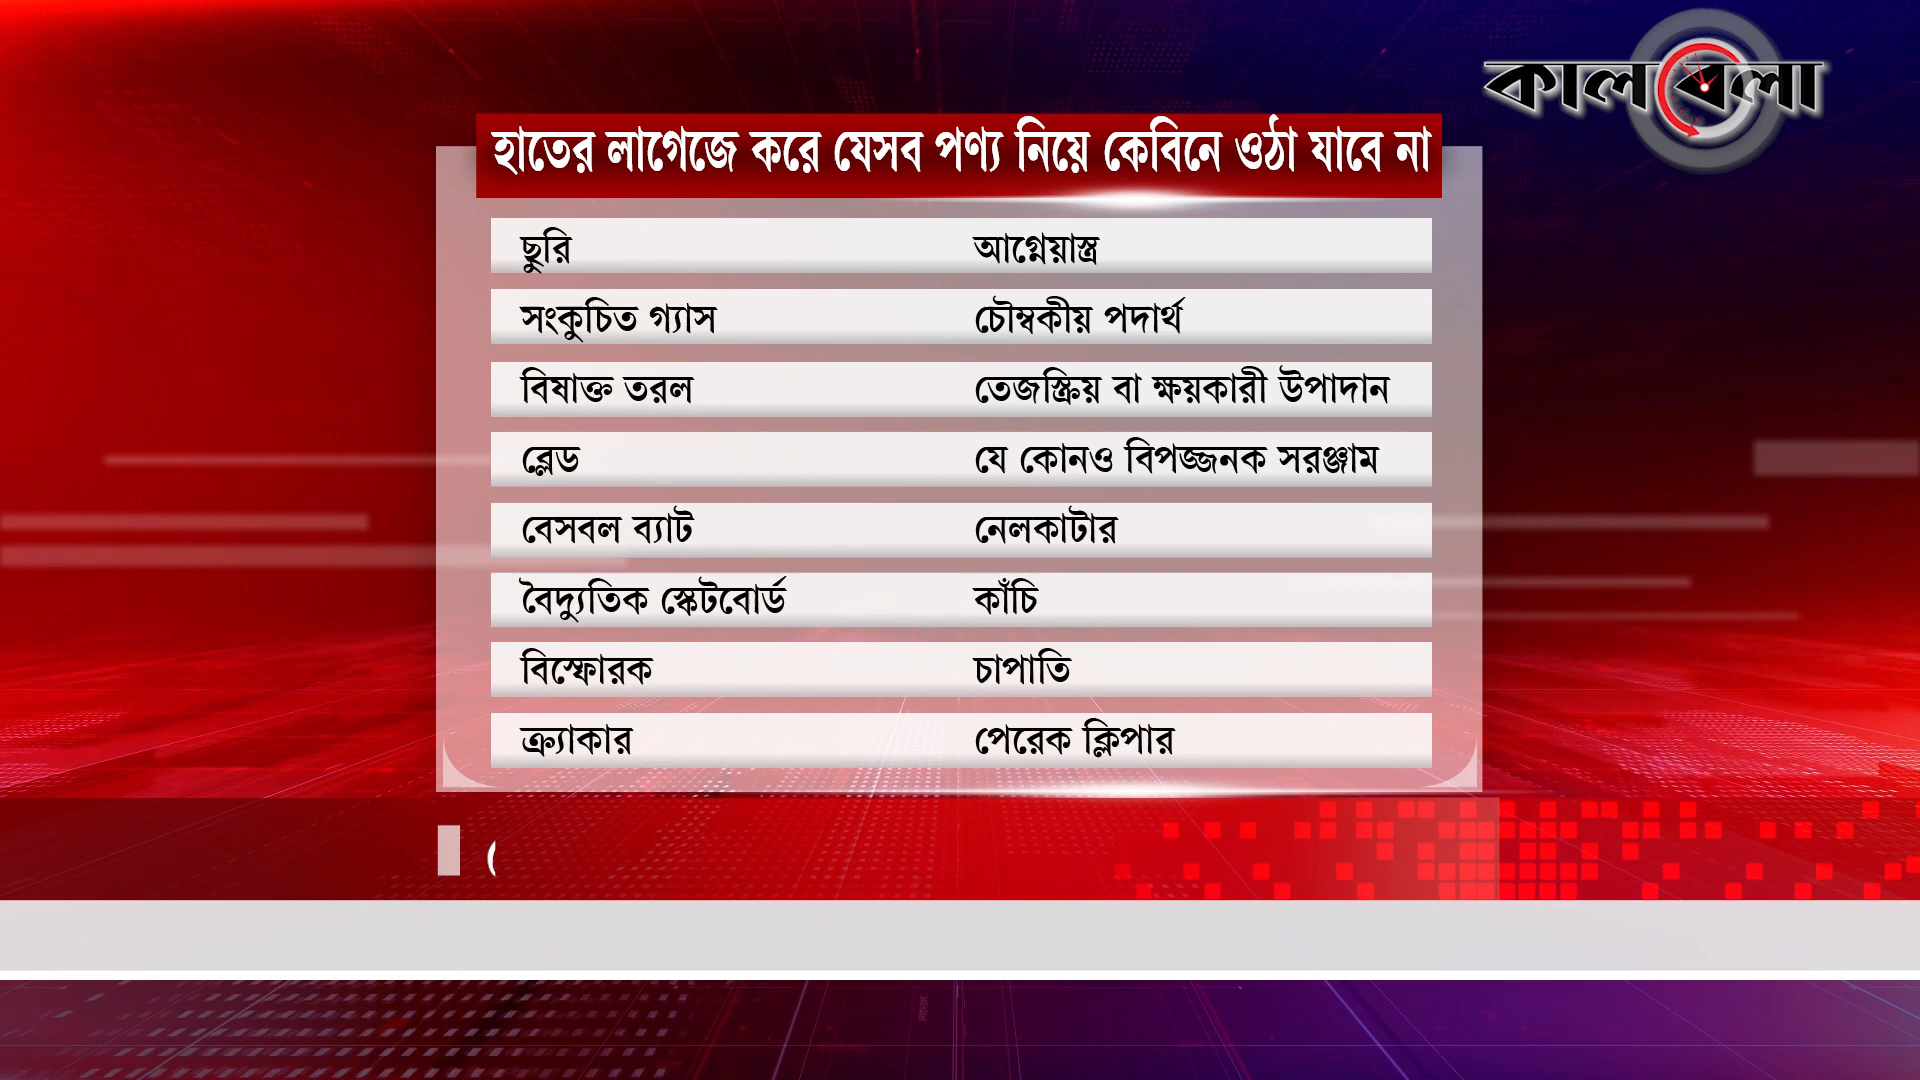 কালবেলা
হাতের লাগেজে করে যেসব পণ্য নিয়ে কেবিনে ওঠা যাবে না
ছুরি আগ্নেয়াস্ত্র
সংকুচিত গ্যাস চৌম্বকীয় পদার্থ
বিষাক্ত তরল তেজস্ক্রিয় বা ক্ষয়কারী উপাদান
ব্লেড যে কোনও বিপজ্জনক সরঞ্জাম
বেসবল ব্যাট নেলকাটার
বৈদ্যুতিক স্কেটবোর্ড কাঁচি
বিস্ফোরক চাপাতি
ক্র্যাকার পেরেক ক্লিপার